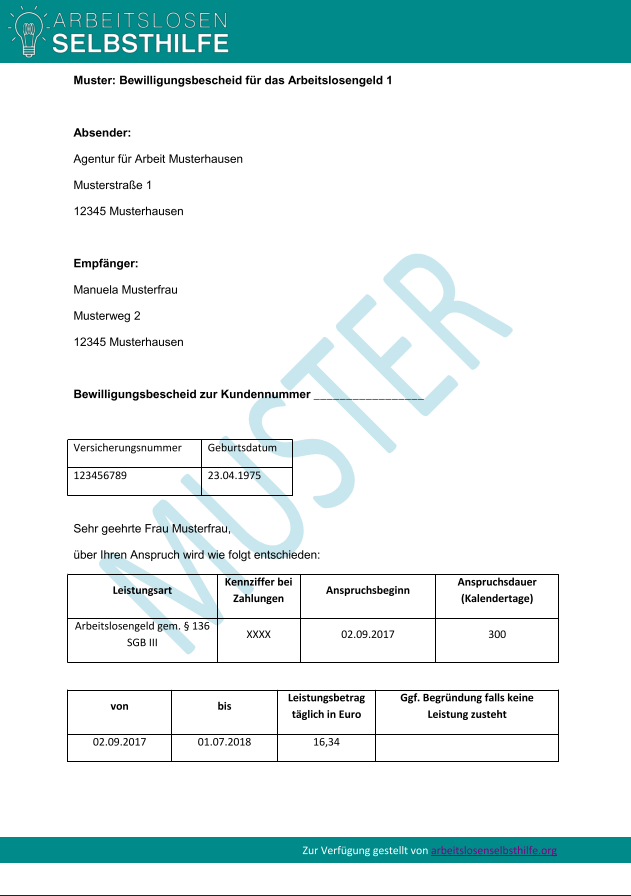 ARBEITSLOSEN
SELBSTHILFE
Muster: Bewilligungsbescheid für das Arbeitslosengeld 1
Absender:
Agentur für Arbeit Musterhausen
Musterstraße 1
12345 Musterhausen
Empfänger:
Manuela Musterfrau
Musterweg 2
12345 Musterhausen
Bewilligungsbescheid zur Kundennummer _________________
Versicherungsnummer Geburtsdatum
123456789 23.04.1975
Sehr geehrte Frau Musterfrau,
über Ihren Anspruch wird wie folgt entschieden:
Leistungsart Kennziffer bei Zahlungen Anspruchsbeginn Anspruchsdauer (Kalendertage)
Arbeitslosengeld gem. § 136 SGB III XXXX 02.09.2017 300
von bis Leistungsbetrag täglich in Euro Ggf. Begründung falls keine Leistung zusteht
02.09.2017 01.07.2018 16,34
MUSTER
Zur Verfügung gestellt von arbeitslosenselbsthilfe.org